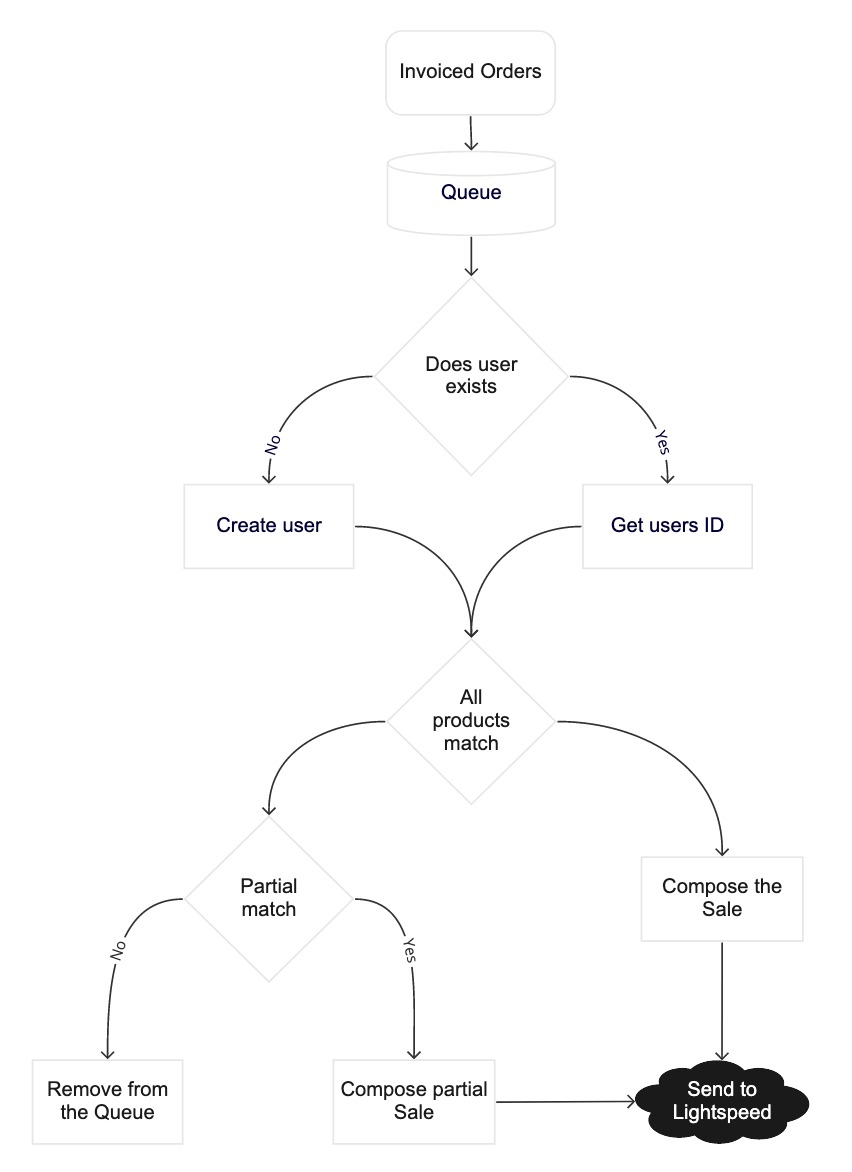 Invoiced Orders
Queue
Does user
exists
No
Yes
Create user
Get users ID
All
products
match
Partial
match
Compose the
Sale
No
Yes
Remove from
the Queue
Compose partial
Sale
Send to
Lightspeed